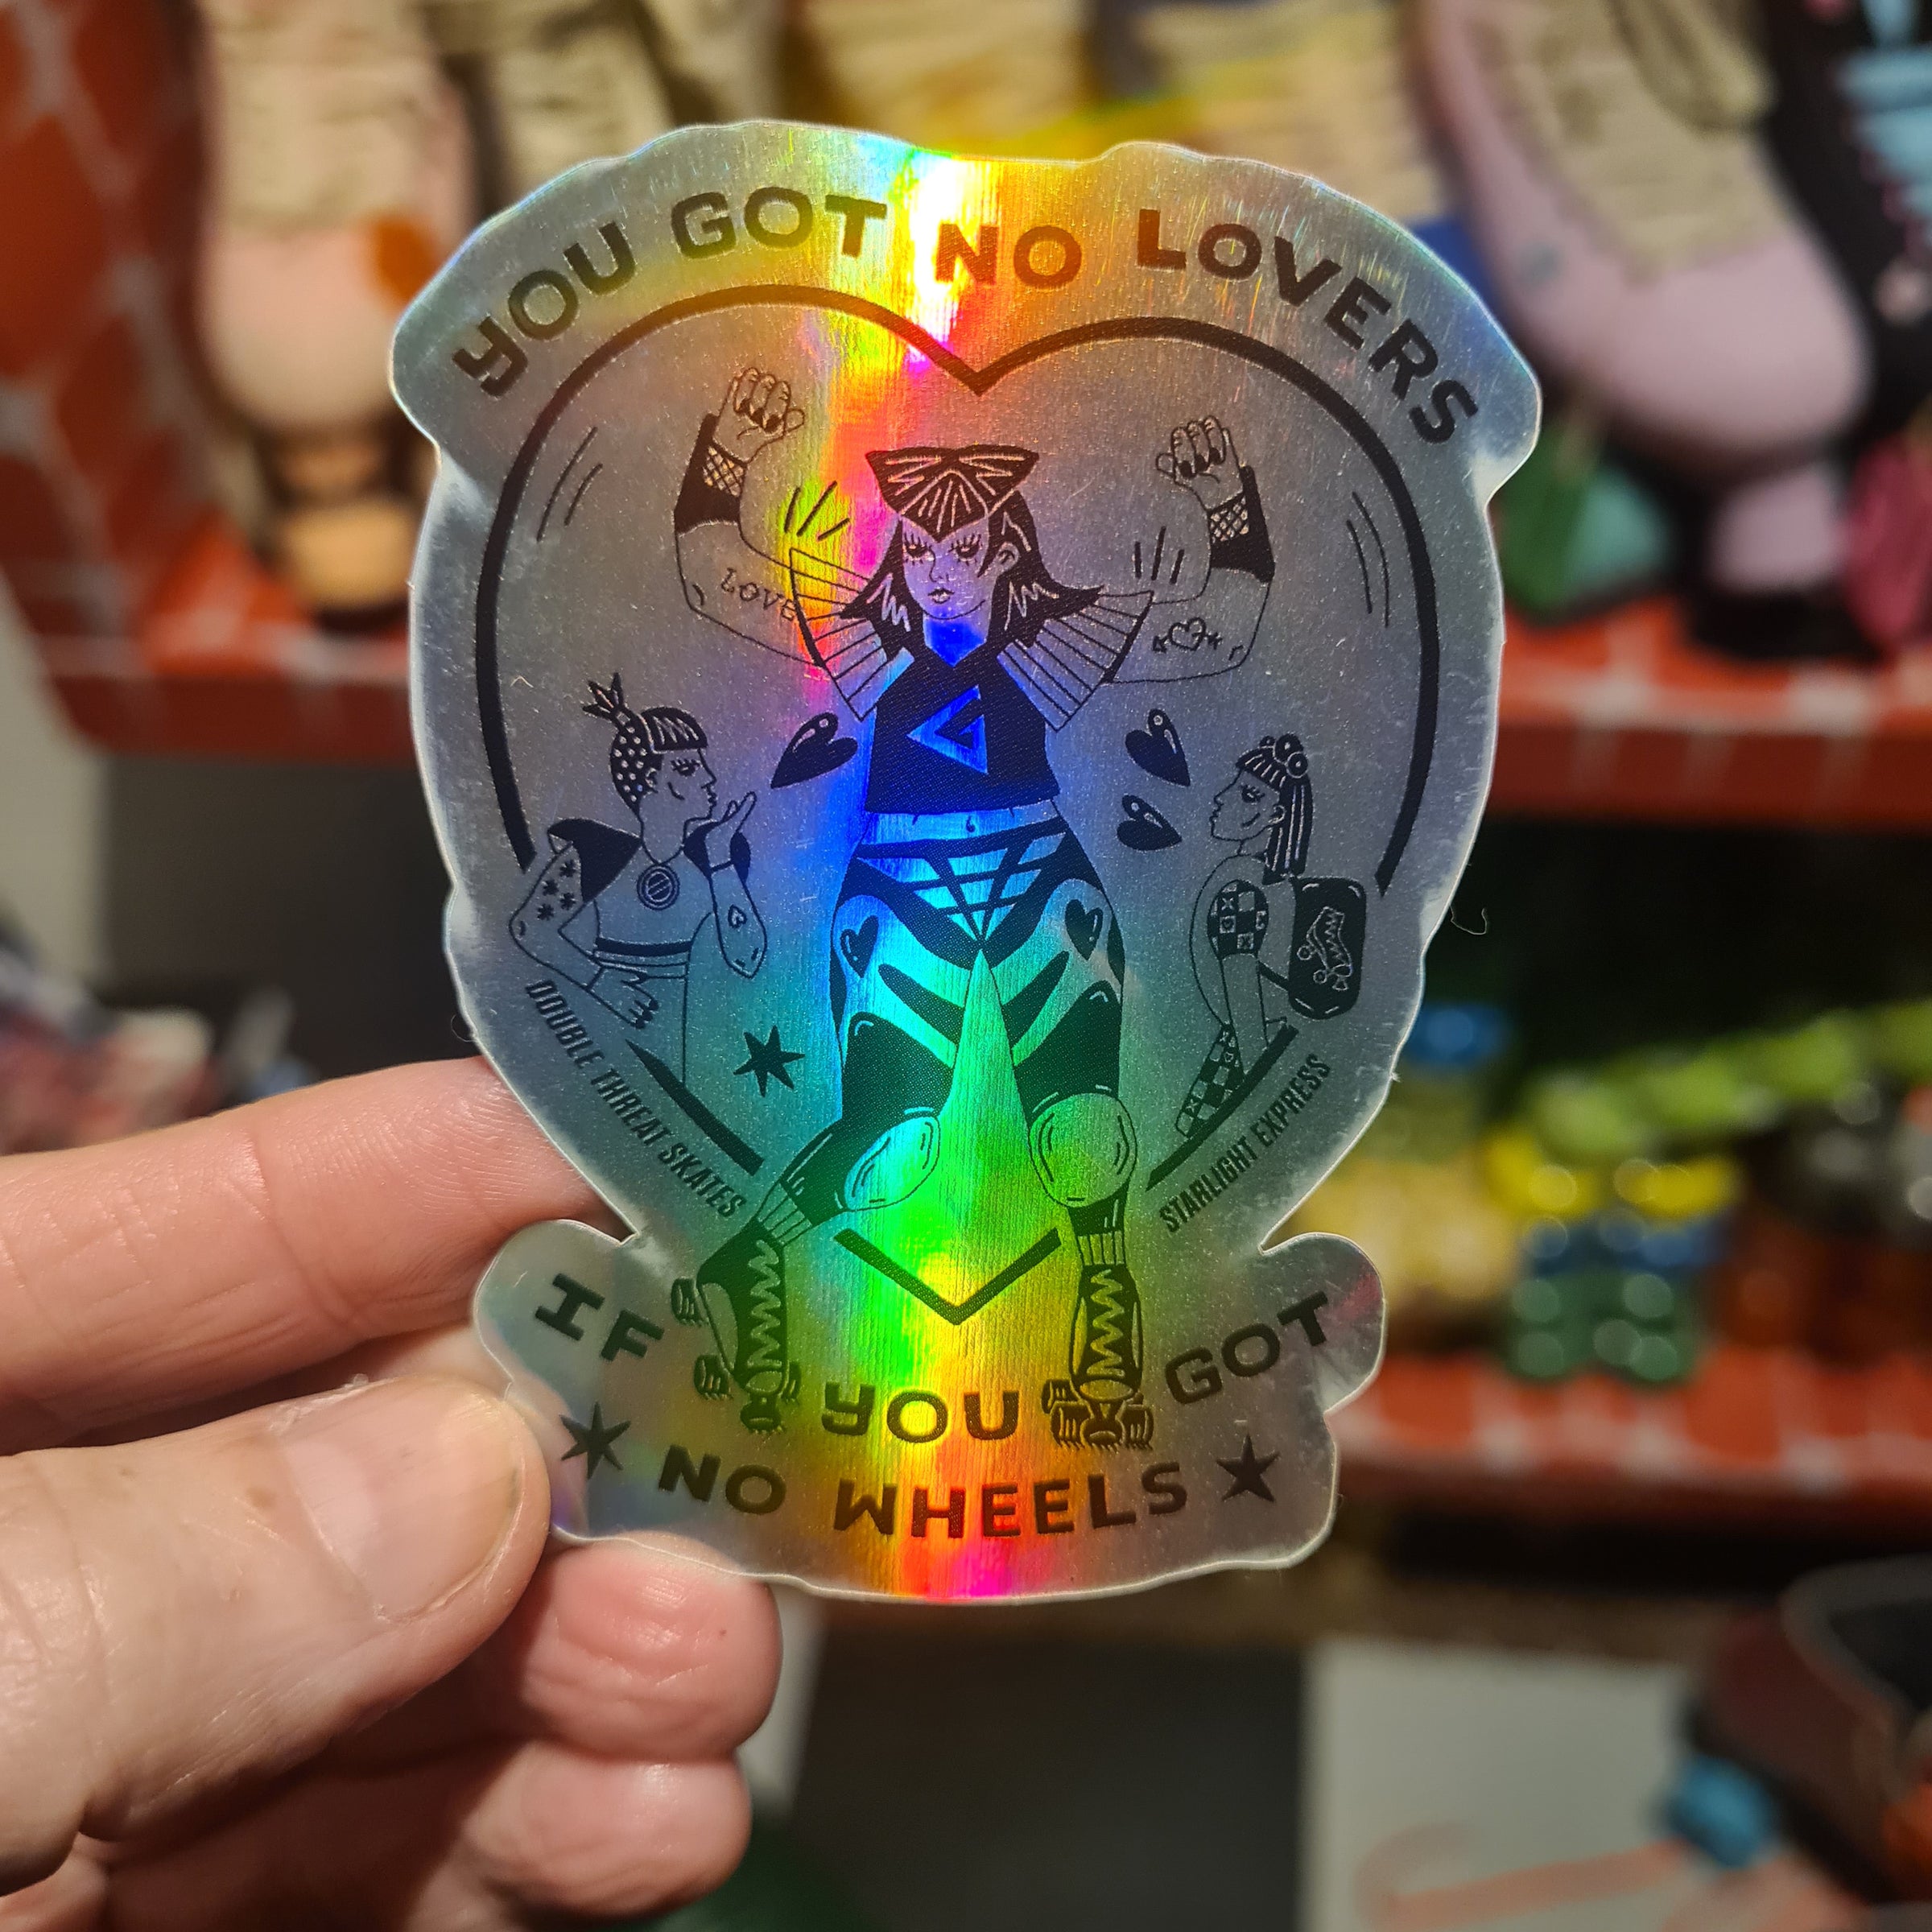 YOU GOT NO LOVERS
LOVE
DOUBLE THREAT SKATES
STARLIGHT EXPRESS
IF YOU GOT
NO WHEELS